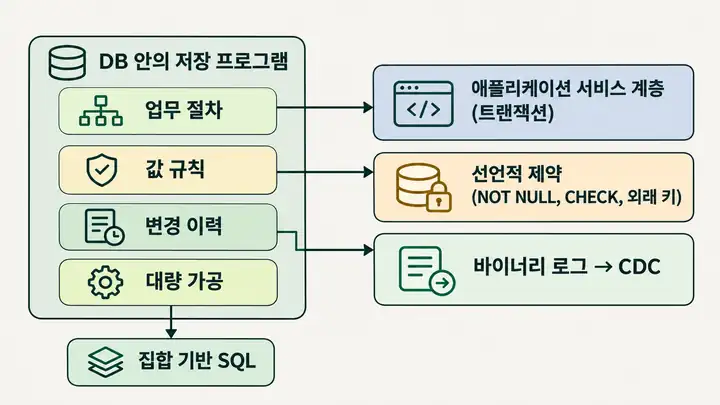 DB 안의 저장 프로그램
업무 절차
값 규칙
변경 이력
대량 가공
집합 기반 SQL
</>
애플리케이션 서비스 계층
(트랜잭션)
선언적 제약
(NOT NULL, CHECK, 외래 키)
바이너리 로그 → CDC